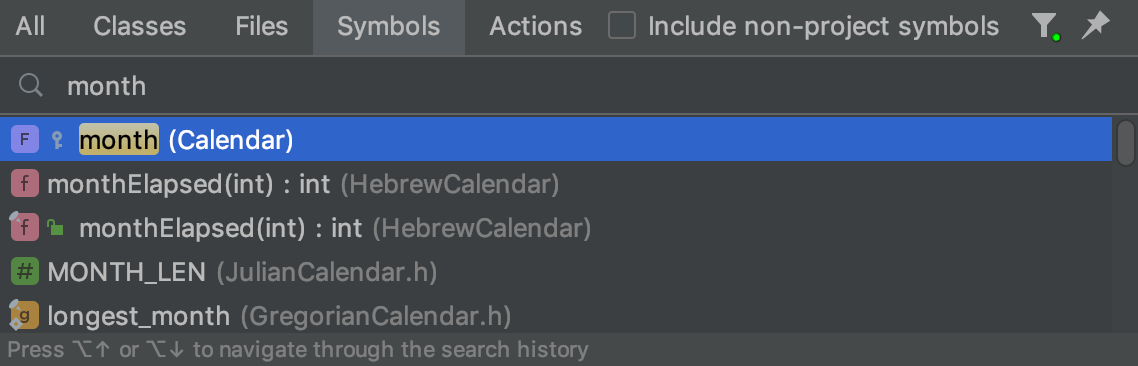 All Classes Files Symbols Actions Include non-project symbols
month
F month (Calendar)
f monthElapsed(int) : int (HebrewCalendar)
f monthElapsed(int) : int (HebrewCalendar)
# MONTH_LEN (JulianCalendar.h)
g longest_month (GregorianCalendar.h)
Press ⌥↑ or ⌥↓ to navigate through the search history